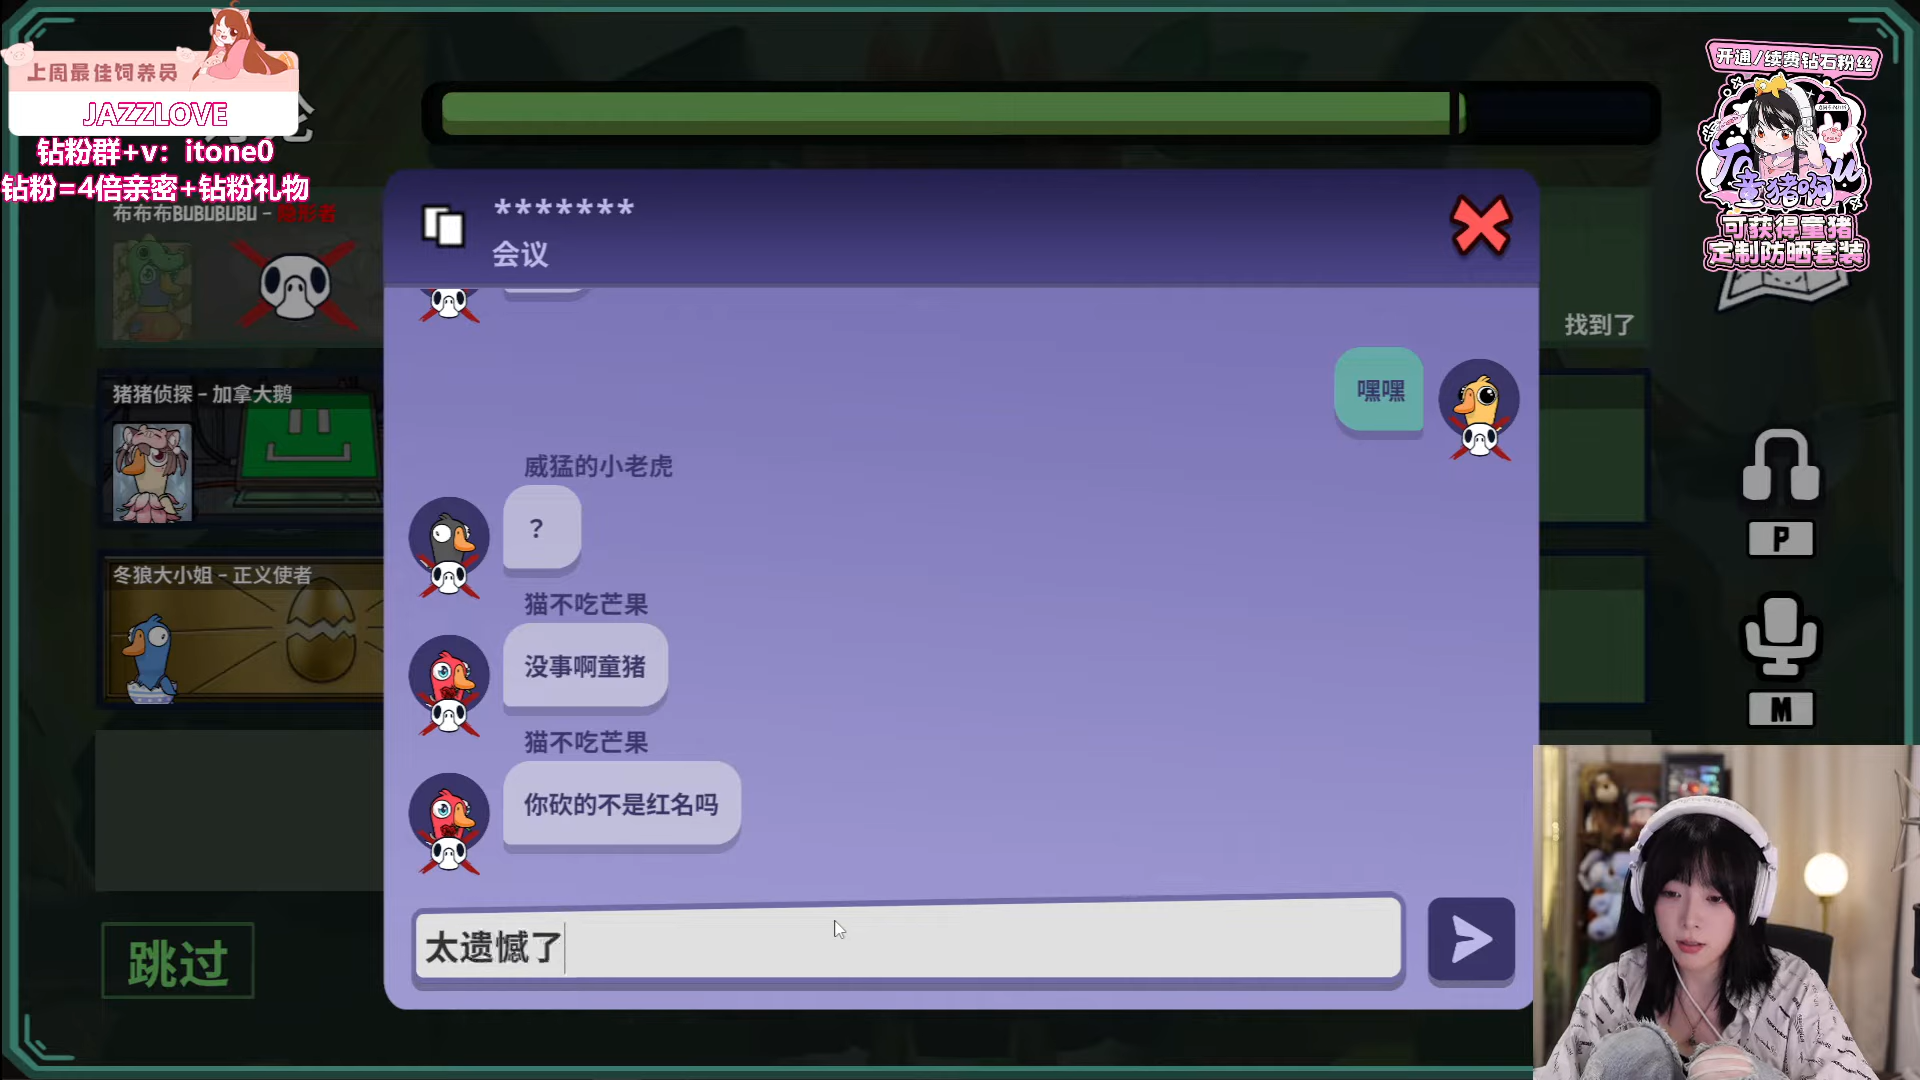 上周最佳饲养员
JAZZLOVE
钻粉群+v：itone0
钻粉=4倍亲密+钻粉礼物
开通/续费钻石粉丝
童猪啊
可获得童猪
定制防晒套装
*******
会议
布布布BUBUBUBU - 隐形者
找到了
嘿嘿
猪猪侦探 - 加拿大鹅
威猛的小老虎
?
P
冬狼大小姐 - 正义使者
猫不吃芒果
没事啊童猪
M
猫不吃芒果
你砍的不是红名吗
太遗憾了
跳过